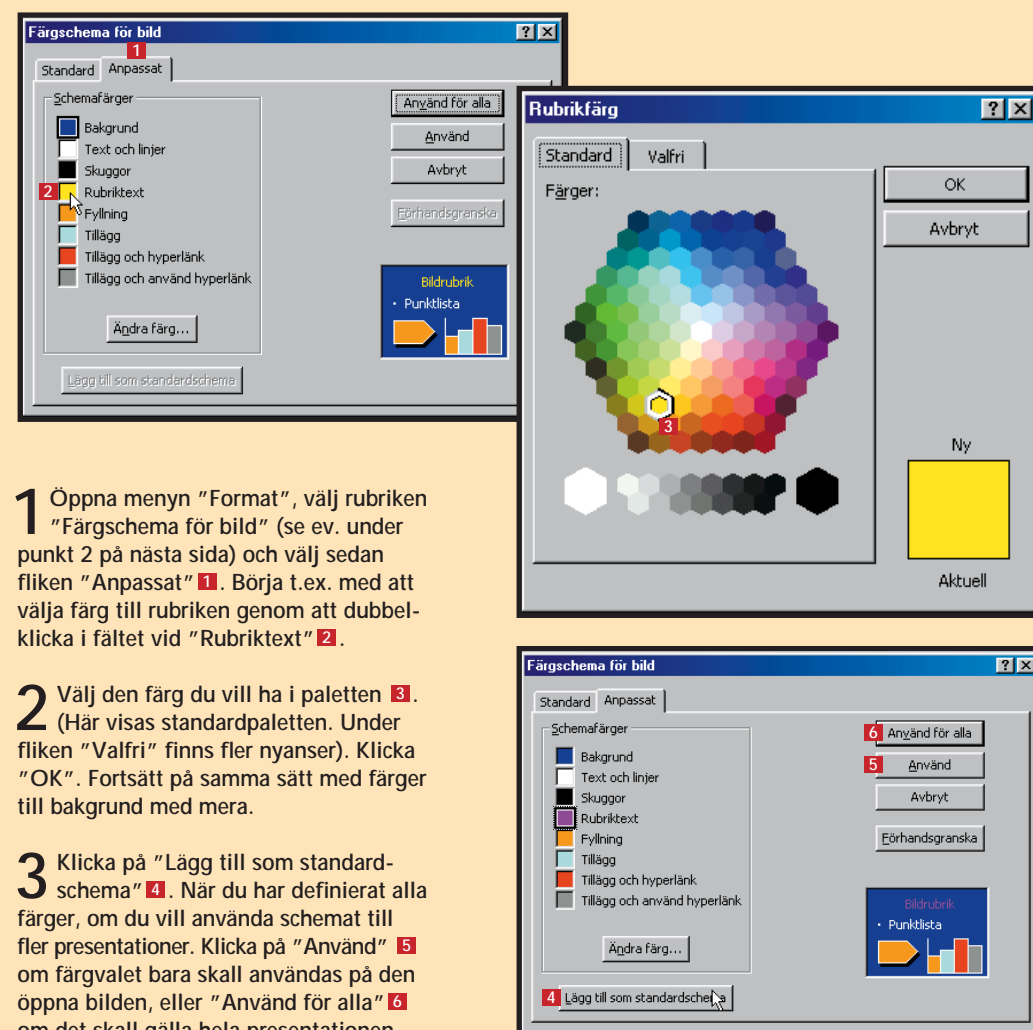 Färgschema för bild
1
Standard Anpassat
Schemafärger
Bakgrund
Text och linjer
Skuggor
2 Rubriktext
Fyllning
Tillägg
Tillägg och hyperlänk
Tillägg och använd hyperlänk
Ändra färg...
Lägg till som standardschema
Använd för alla
Använd
Avbryt
Förhandsgranska
Bildrubrik
• Punktlista
Rubrikfärg
Standard Valfri
Färger:
3
OK
Avbryt
Ny
Aktuell
1 Öppna menyn "Format", välj rubriken
"Färgschema för bild" (se ev. under
punkt 2 på nästa sida) och välj sedan
fliken "Anpassat" 1. Börja t.ex. med att
välja färg till rubriken genom att dubbel-
klicka i fältet vid "Rubriktext" 2.
2 Välj den färg du vill ha i paletten 3.
(Här visas standardpaletten. Under
fliken "Valfri" finns fler nyanser). Klicka
"OK". Fortsätt på samma sätt med färger
till bakgrund med mera.
3 Klicka på "Lägg till som standard-
schema" 4. När du har definierat alla
färger, om du vill använda schemat till
fler presentationer. Klicka på "Använd" 5
om färgvalet bara skall användas på den
öppna bilden, eller "Använd för alla" 6
om det skall gälla hela presentationen
Färgschema för bild
Standard Anpassat
Schemafärger
Bakgrund
Text och linjer
Skuggor
Rubriktext
Fyllning
Tillägg
Tillägg och hyperlänk
Tillägg och använd hyperlänk
Ändra färg...
4 Lägg till som standardschema
6 Använd för alla
5 Använd
Avbryt
Förhandsgranska
Bildrubrik
• Punktlista